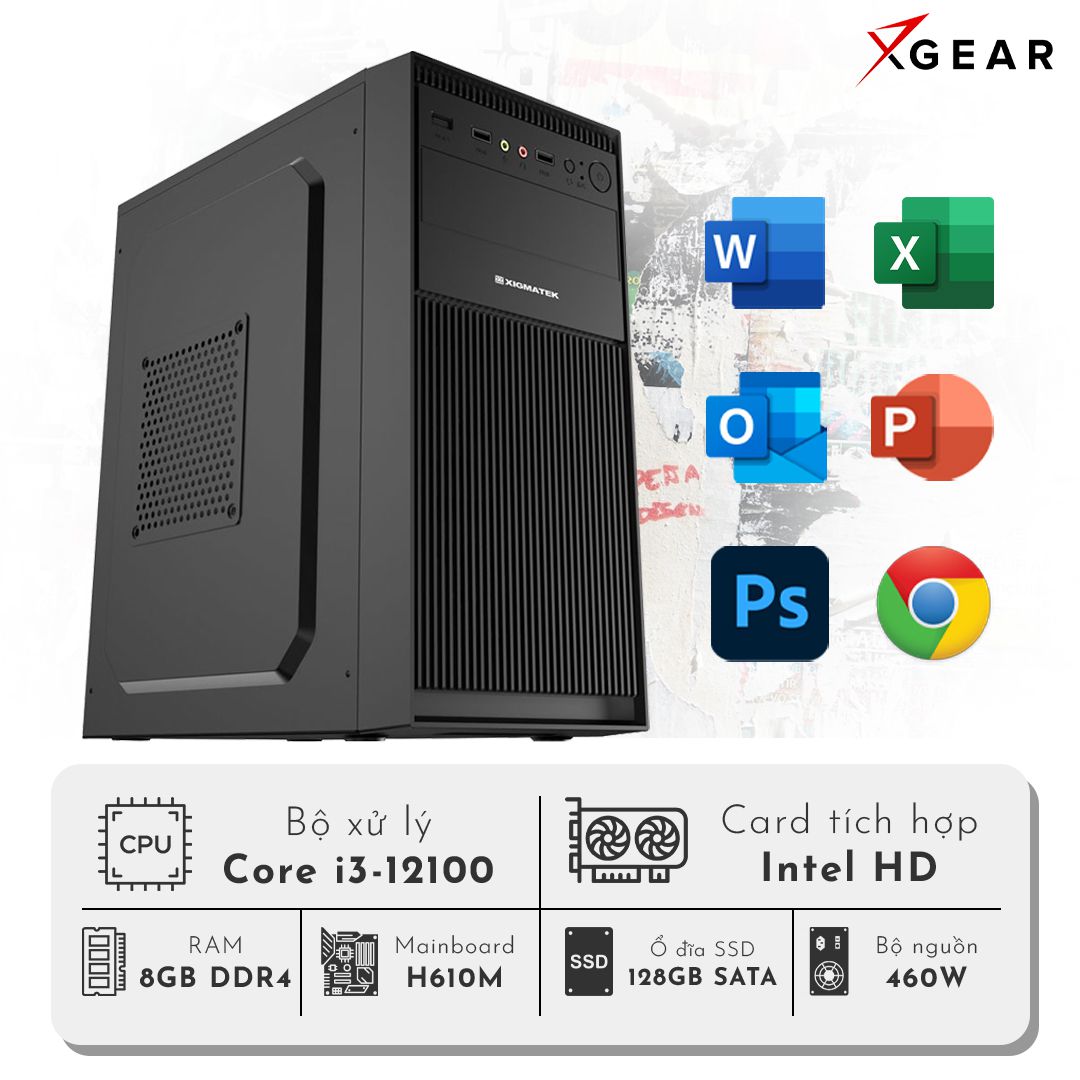 XGEAR
XIGMATEK
W
X
O
P
Ps
PEÑA
CPU
Bộ xử lý
Core i3-12100
Card tích hợp
Intel HD
RAM
8GB DDR4
Mainboard
H610M
SSD
Ổ đĩa SSD
128GB SATA
Bộ nguồn
460W